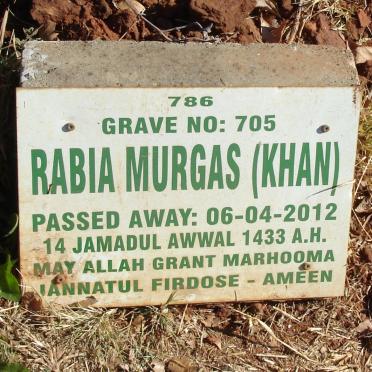 786
GRAVE NO: 705
RABIA MURGAS (KHAN)
PASSED AWAY: 06-04-2012
14 JAMADUL AWWAL 1433 A.H.
MAY ALLAH GRANT MARHOOMA
JANNATUL FIRDOSE - AMEEN